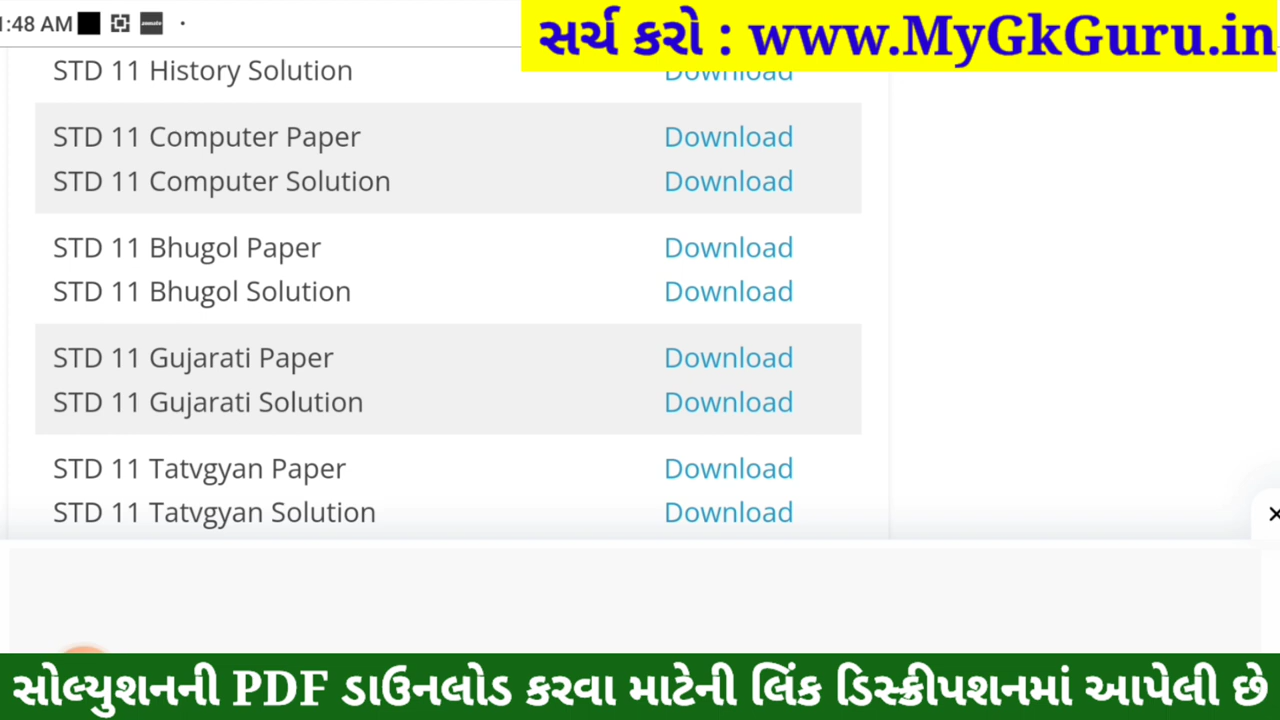 1:48 AM
સર્ચ કરો : www.MyGkGuru.in
STD 11 History Solution Download
STD 11 Computer Paper Download
STD 11 Computer Solution Download
STD 11 Bhugol Paper Download
STD 11 Bhugol Solution Download
STD 11 Gujarati Paper Download
STD 11 Gujarati Solution Download
STD 11 Tatvgyan Paper Download
STD 11 Tatvgyan Solution Download
સોલ્યુશનની PDF ડાઉનલોડ કરવા માટેની લિંક ડિસ્ક્રીપશનમાં આપેલી છે